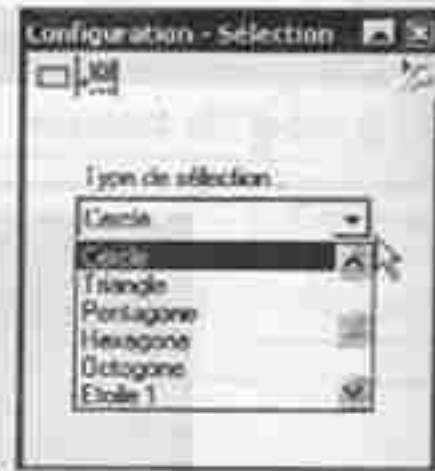 Configuration - Sélection
Type de sélection
Cercle
Cercle
Triangle
Pentagone
Hexagone
Octogone
Etoile 1